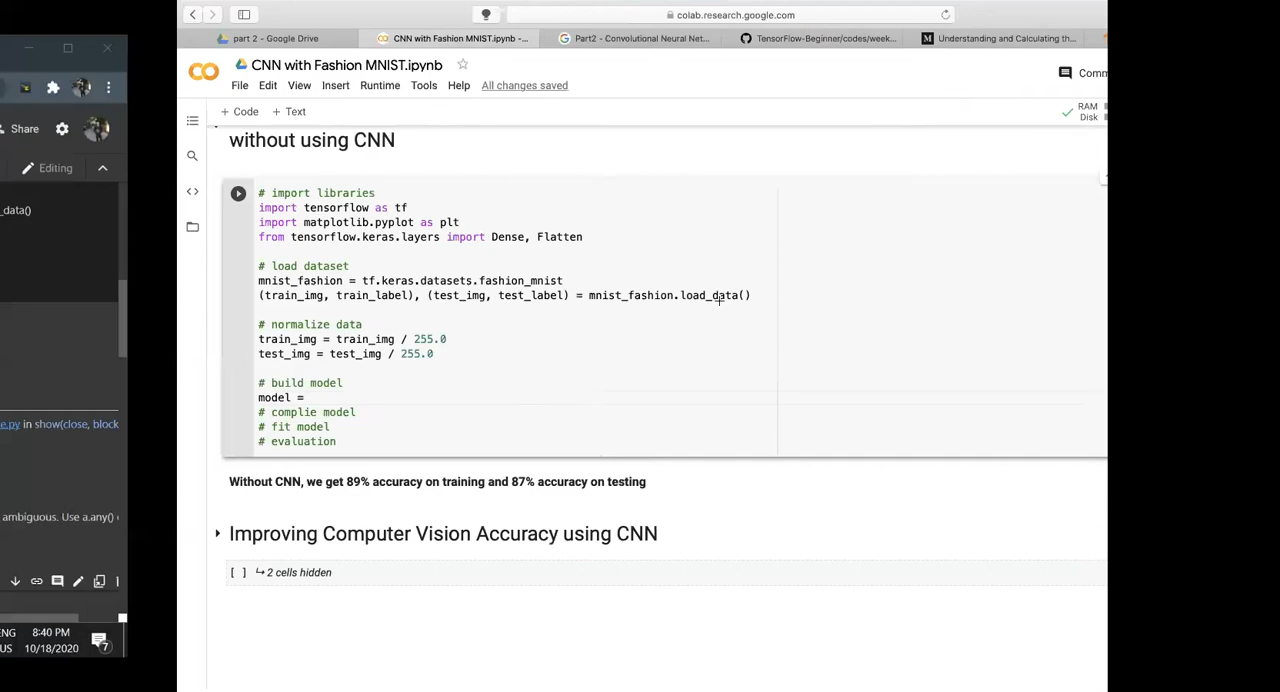 colab.research.google.com
part 2 - Google Drive
CNN with Fashion MNIST.ipynb -...
Part2 - Convolutional Neural Net...
TensorFlow-Beginner/codes/week...
Understanding and Calculating th...
CNN with Fashion MNIST.ipynb
Comm
File Edit View Insert Runtime Tools Help All changes saved
+ Code + Text
RAM
Disk
Share
Editing
_data()
e.py in show(close, block
ambiguous. Use a.any() o
ENG 8:40 PM
US 10/18/2020
7
without using CNN
# import libraries
import tensorflow as tf
import matplotlib.pyplot as plt
from tensorflow.keras.layers import Dense, Flatten
# load dataset
mnist_fashion = tf.keras.datasets.fashion_mnist
(train_img, train_label), (test_img, test_label) = mnist_fashion.load_data()
# normalize data
train_img = train_img / 255.0
test_img = test_img / 255.0
# build model
model =
# complie model
# fit model
# evaluation
Without CNN, we get 89% accuracy on training and 87% accuracy on testing
Improving Computer Vision Accuracy using CNN
[ ] 2 cells hidden